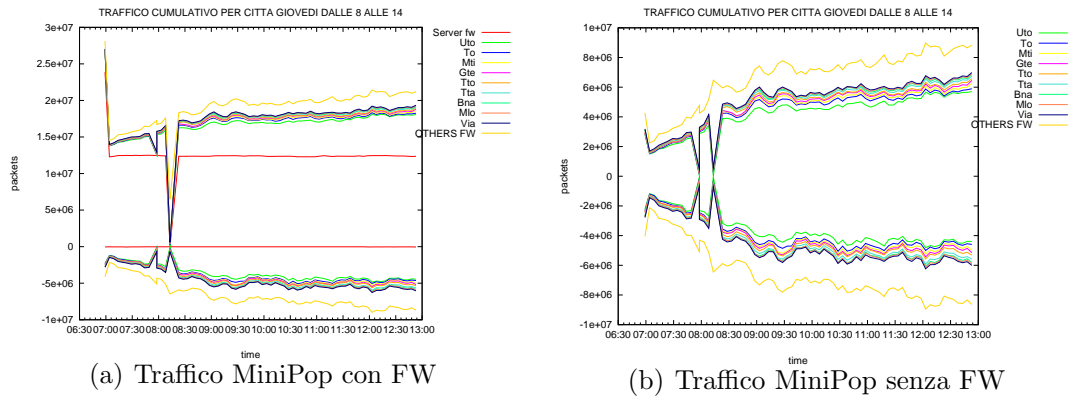 TRAFFICO CUMULATIVO PER CITTA GIOVEDI DALLE 8 ALLE 14
3e+07
2.5e+07
2e+07
1.5e+07
1e+07
5e+06
0
-5e+06
-1e+07
packets
06:30 07:00 07:30 08:00 08:30 09:00 09:30 10:00 10:30 11:00 11:30 12:00 12:30 13:00
time
Server fw
Uto
To
Mti
Gte
Tto
Tta
Bna
Mlo
Via
OTHERS FW
(a) Traffico MiniPop con FW
TRAFFICO CUMULATIVO PER CITTA GIOVEDI DALLE 8 ALLE 14
1e+07
8e+06
6e+06
4e+06
2e+06
0
-2e+06
-4e+06
-6e+06
-8e+06
-1e+07
packets
06:30 07:00 07:30 08:00 08:30 09:00 09:30 10:00 10:30 11:00 11:30 12:00 12:30 13:00
time
Uto
To
Mti
Gte
Tto
Tta
Bna
Mlo
Via
OTHERS FW
(b) Traffico MiniPop senza FW